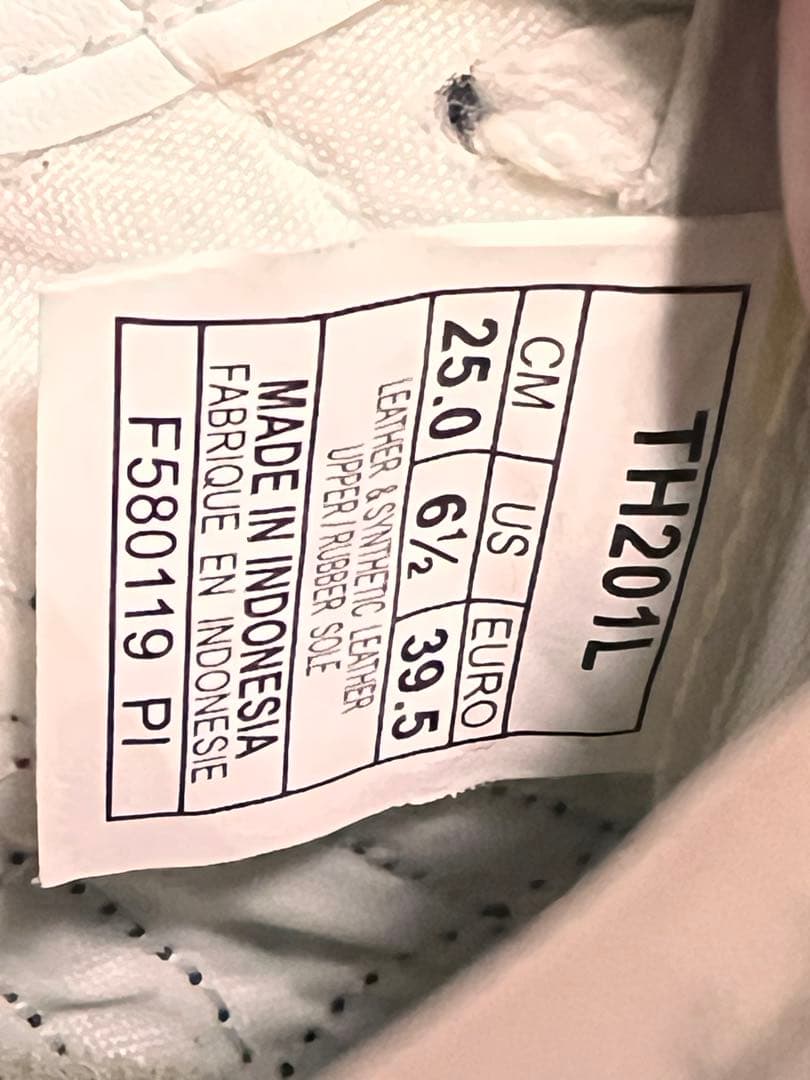 TH201L
CM US EURO
25.0 6½ 39.5
LEATHER & SYNTHETIC LEATHER
UPPER / RUBBER SOLE
MADE IN INDONESIA
FABRIQUE EN INDONESIE
F580119 PI